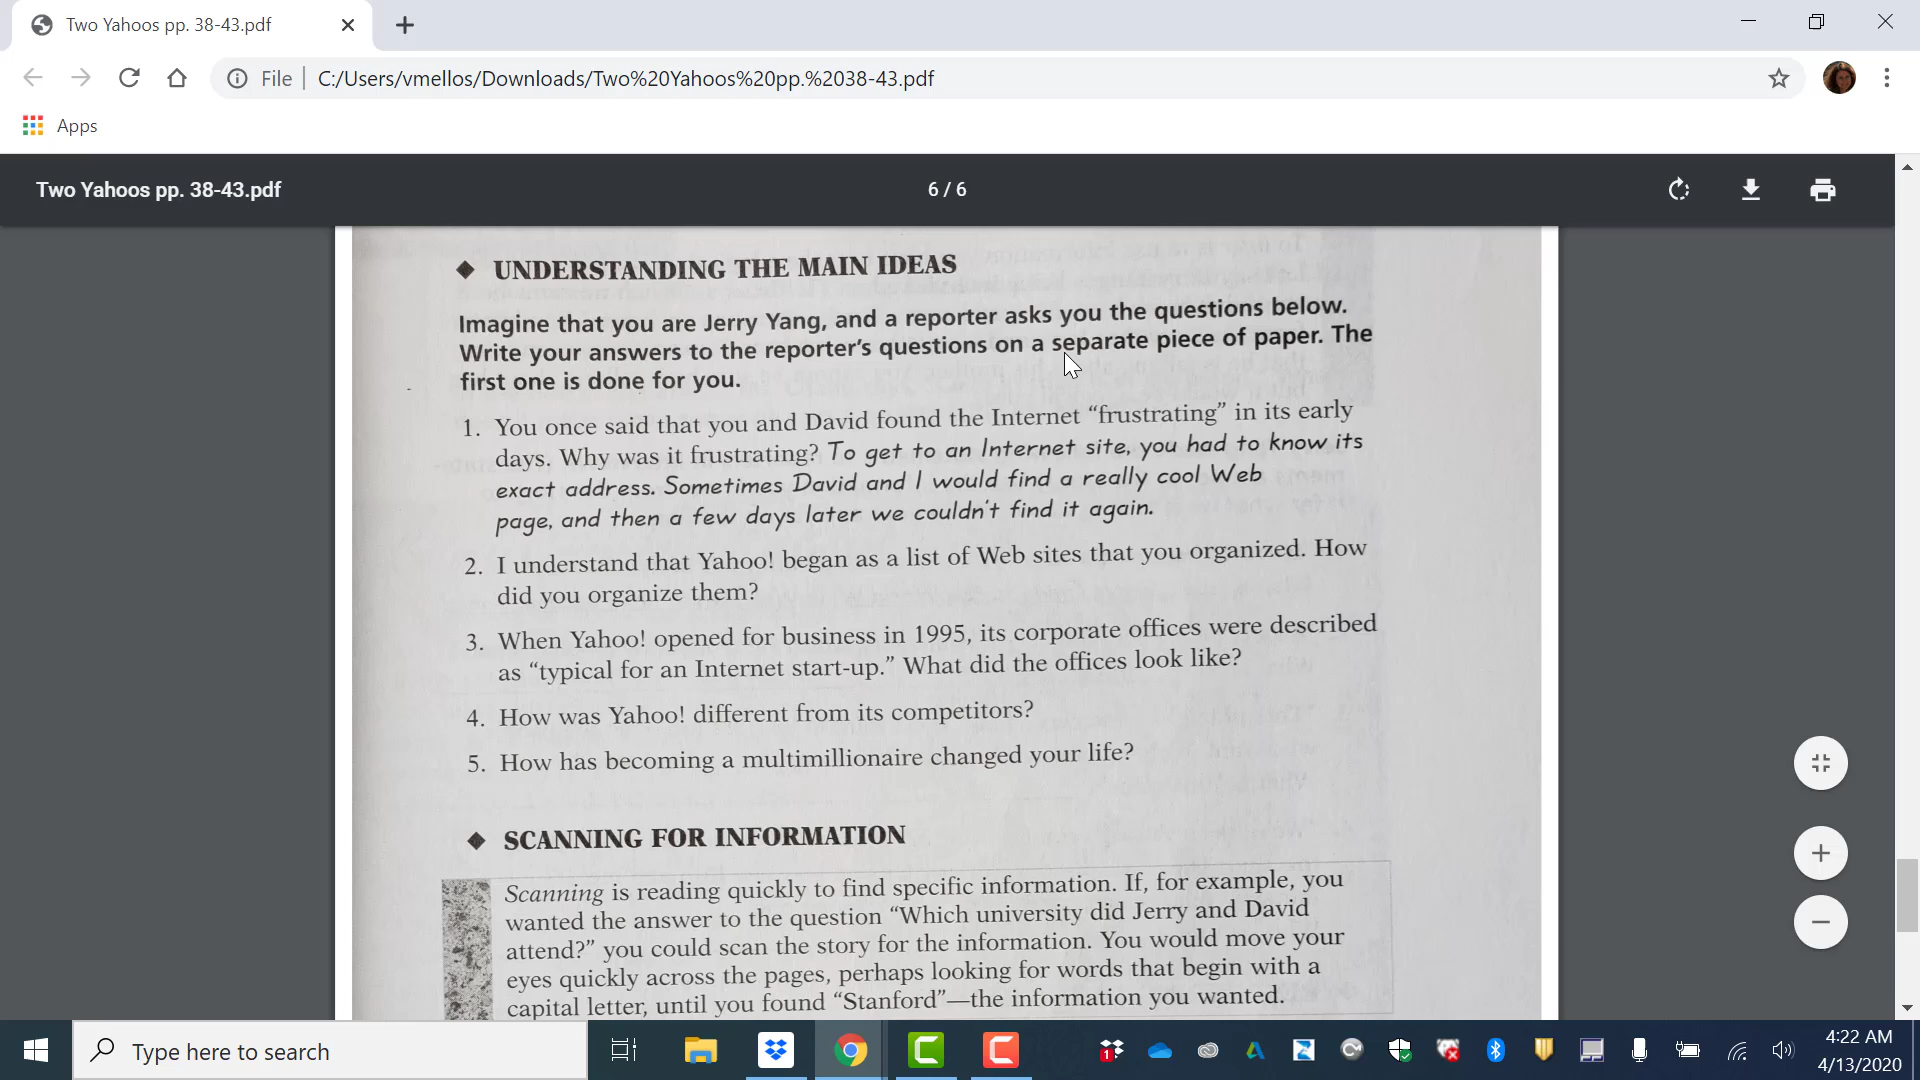 Two Yahoos pp. 38-43.pdf
File
C:/Users/vmellos/Downloads/Two%20Yahoos%20pp.%2038-43.pdf
Apps
Two Yahoos pp. 38-43.pdf
6 / 6
UNDERSTANDING THE MAIN IDEAS
Imagine that you are Jerry Yang, and a reporter asks you the questions below.
Write your answers to the reporter's questions on a separate piece of paper. The
first one is done for you.
1. You once said that you and David found the Internet “frustrating” in its early
days. Why was it frustrating? To get to an Internet site, you had to know its
exact address. Sometimes David and I would find a really cool Web
page, and then a few days later we couldn't find it again.
2. I understand that Yahoo! began as a list of Web sites that you organized. How
did you organize them?
3. When Yahoo! opened for business in 1995, its corporate offices were described
as “typical for an Internet start-up.” What did the offices look like?
4. How was Yahoo! different from its competitors?
5. How has becoming a multimillionaire changed your life?
SCANNING FOR INFORMATION
Scanning is reading quickly to find specific information. If, for example, you
wanted the answer to the question “Which university did Jerry and David
attend?” you could scan the story for the information. You would move your
eyes quickly across the pages, perhaps looking for words that begin with a
capital letter, until you found “Stanford”—the information you wanted.
Type here to search
1
4:22 AM
4/13/2020